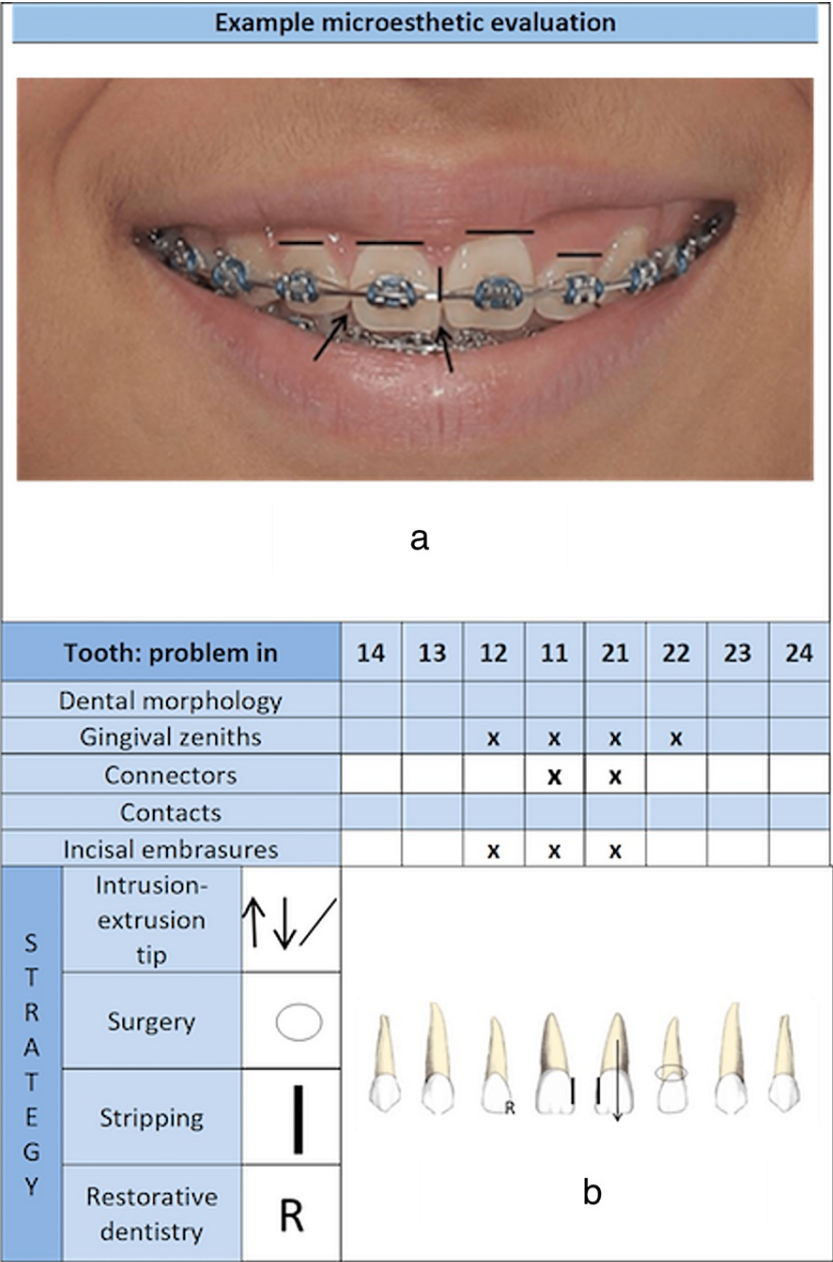 Example microesthetic evaluation
a
Tooth: problem in 14 13 12 11 21 22 23 24
Dental morphology
Gingival zeniths x x x x
Connectors x x
Contacts
Incisal embrasures x x x
STRATEGY
Intrusion-
extrusion
tip
Surgery
Stripping
Restorative
dentistry
R
R
b